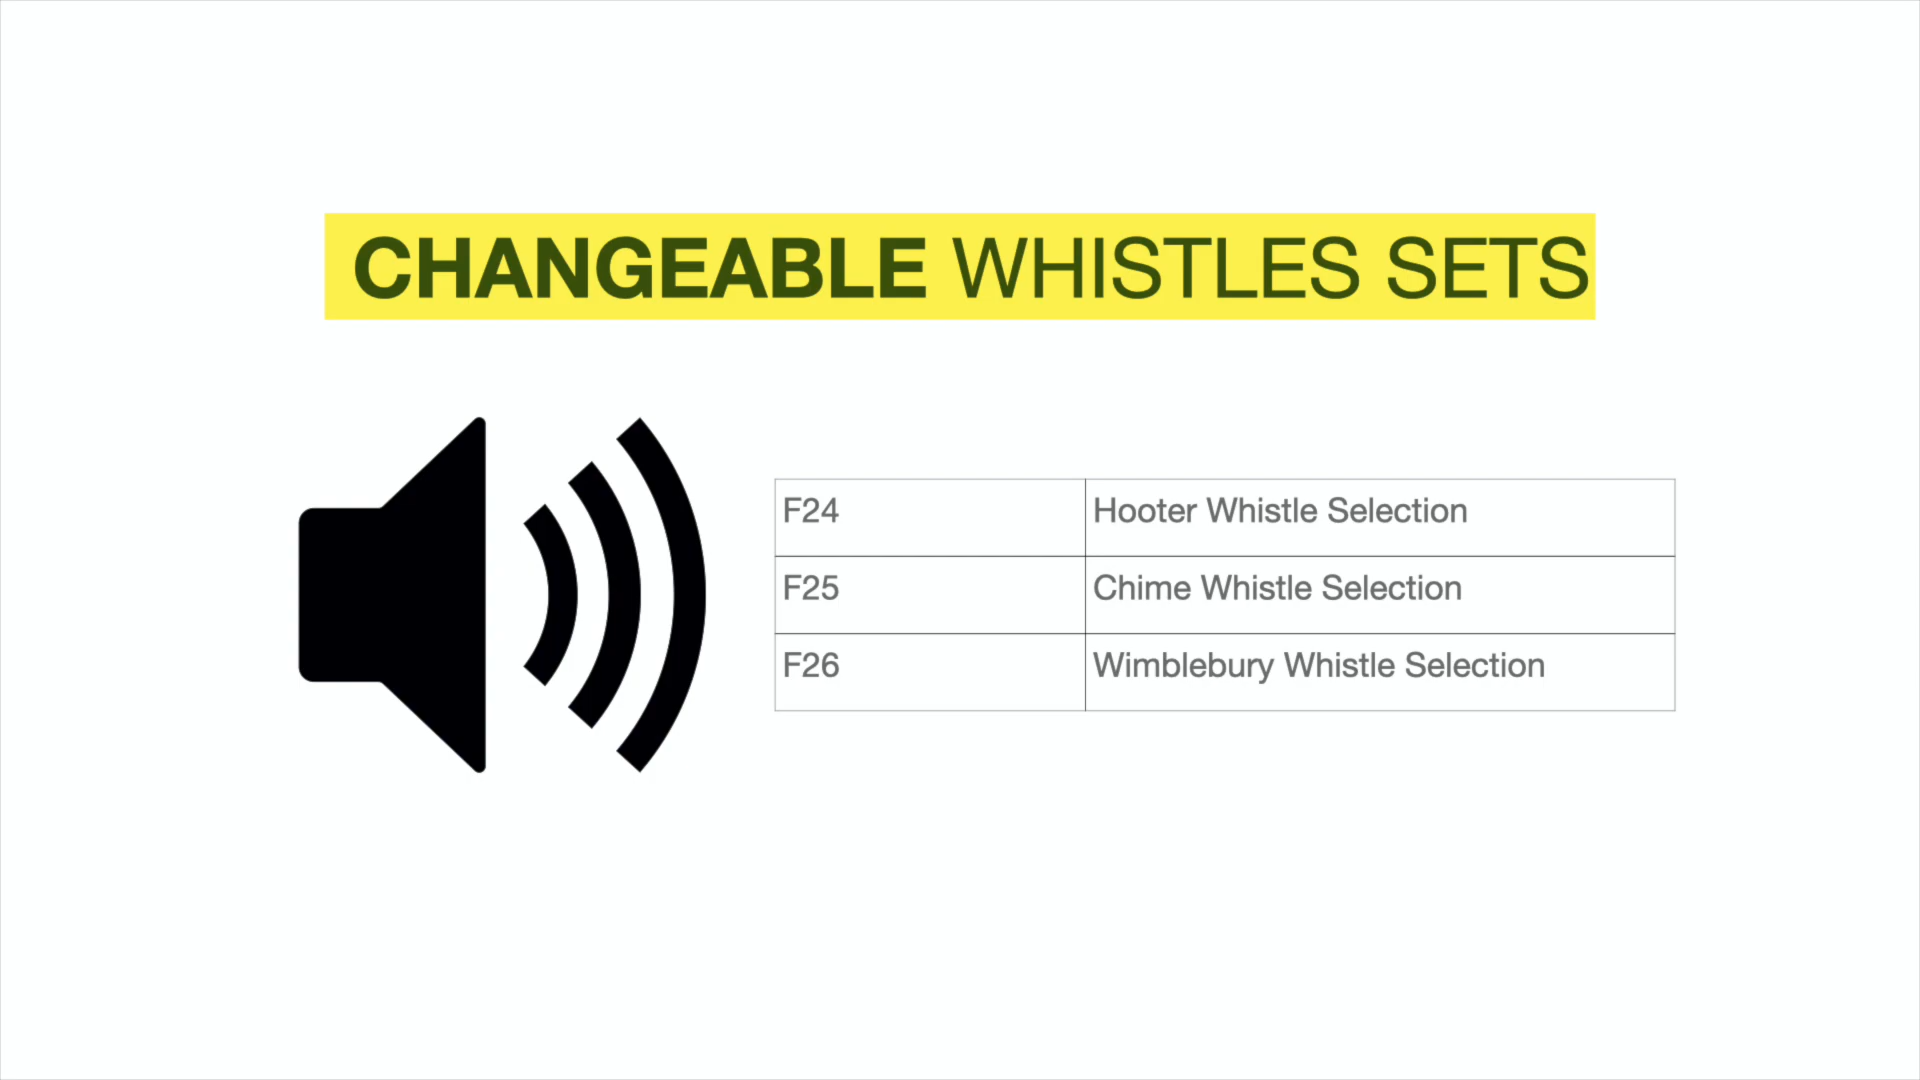 CHANGEABLE WHISTLES SETS
F24 Hooter Whistle Selection
F25 Chime Whistle Selection
F26 Wimblebury Whistle Selection